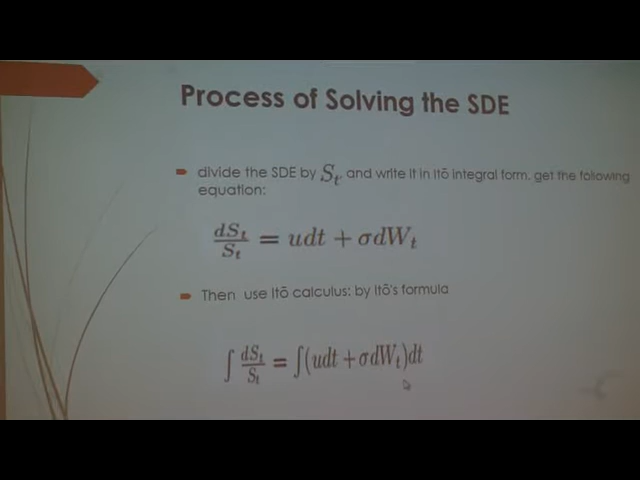 Process of Solving the SDE
divide the SDE by S_t and write it in Itō integral form. get the following
equation:
dS_t/S_t = udt + σdW_t
Then use Itō calculus: by Itō's formula
∫ dS_t/S_t = ∫(udt + σdW_t)dt